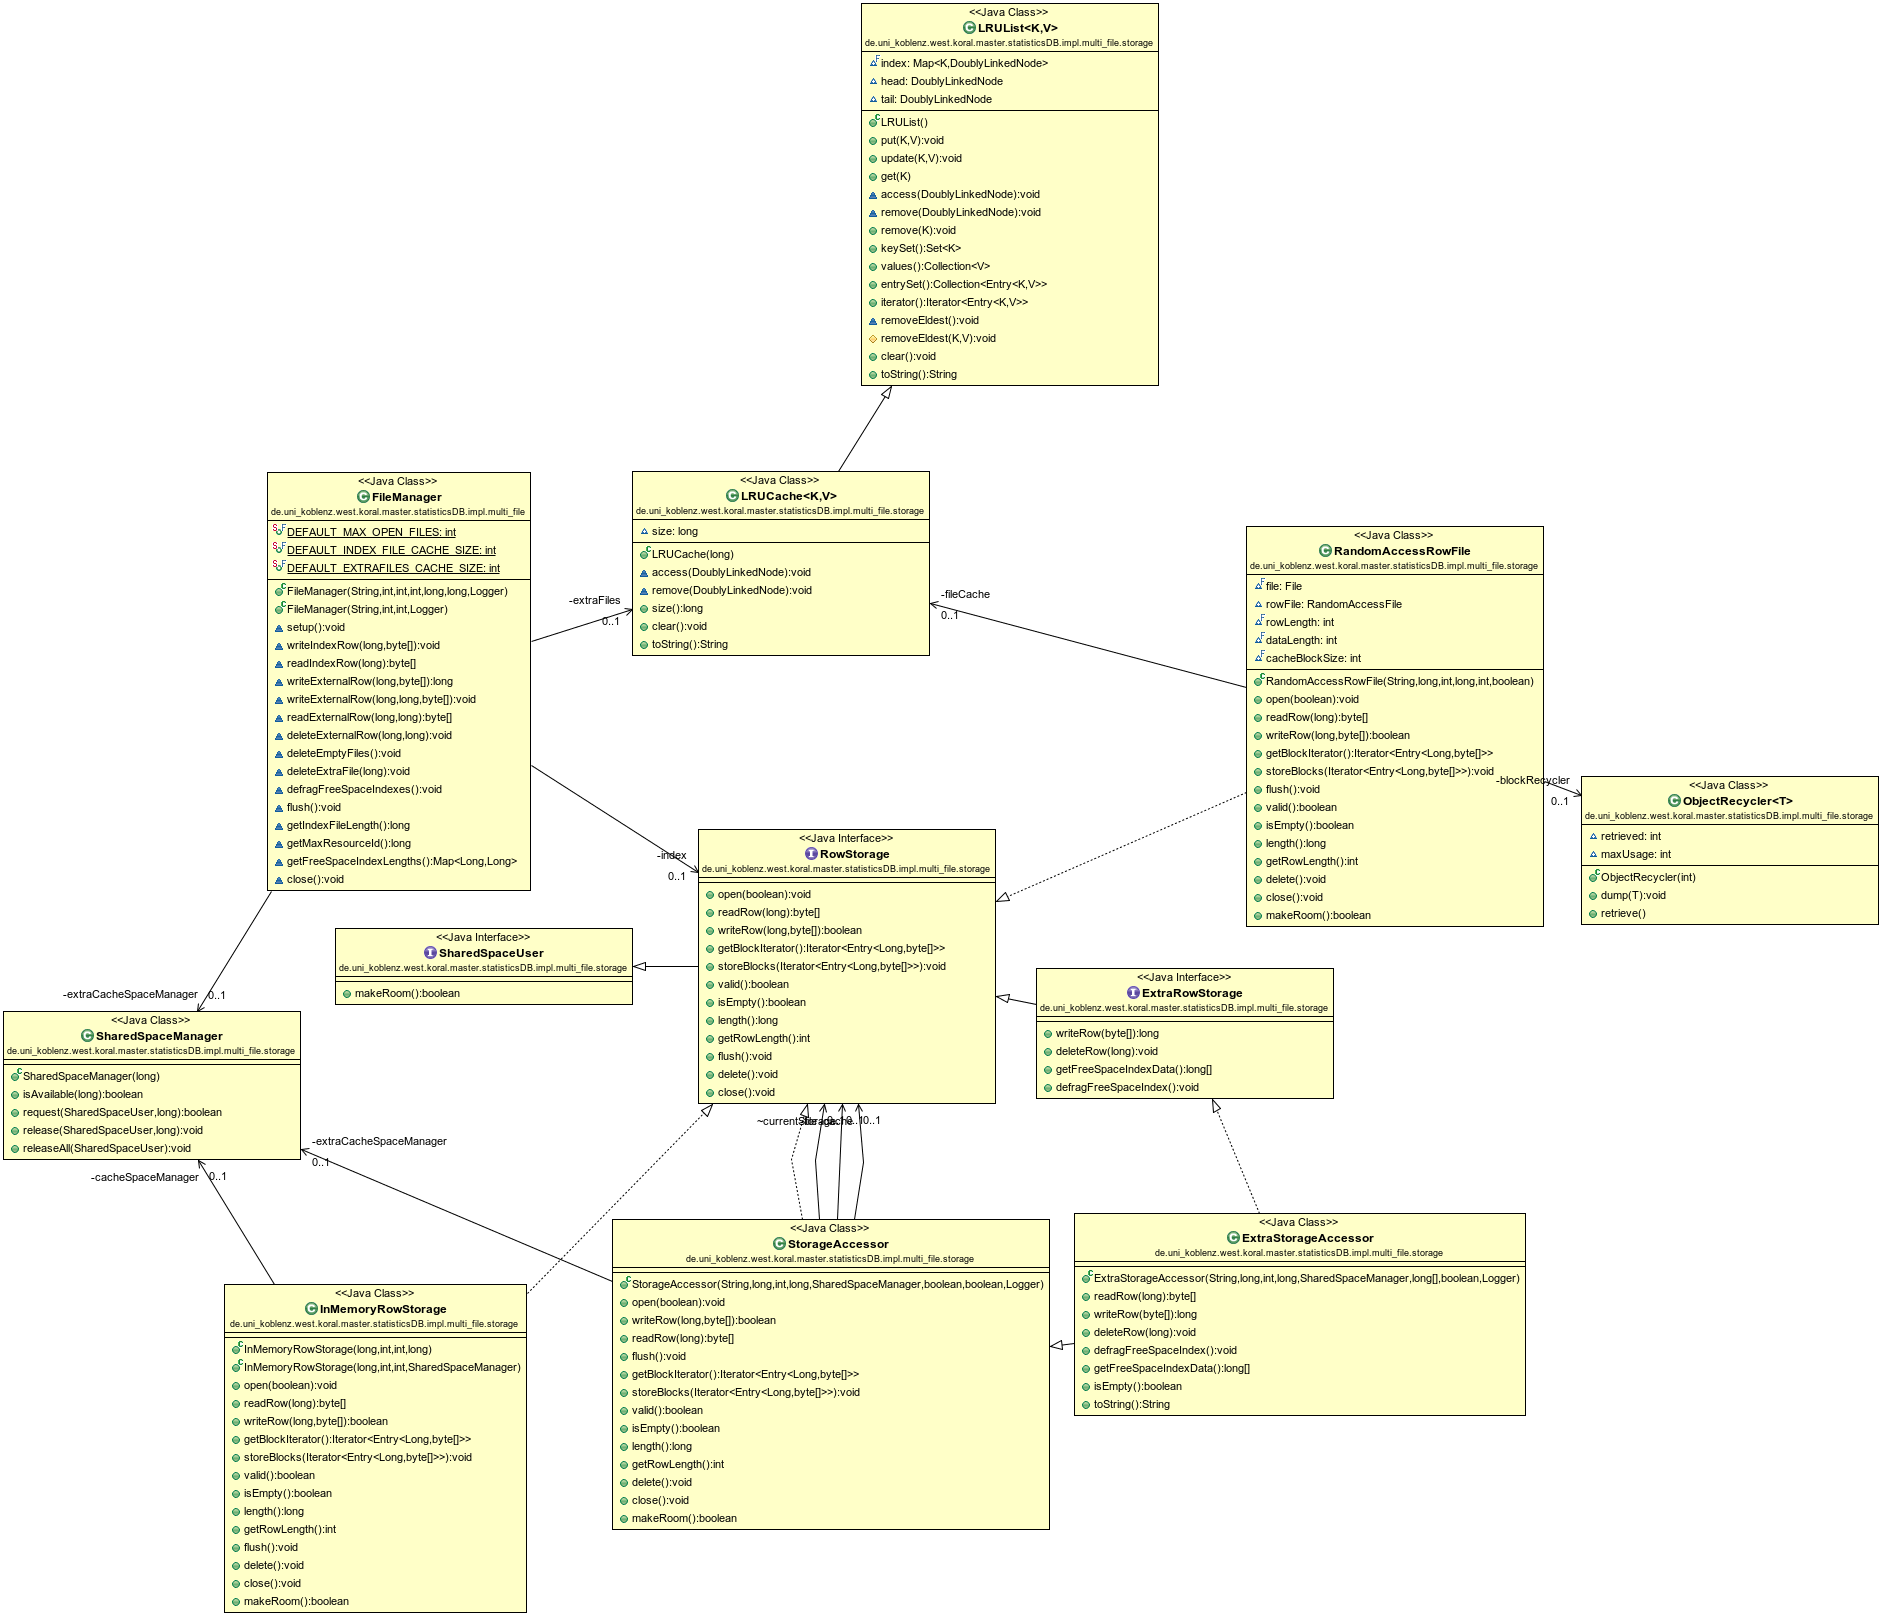 <<Java Class>>
LRUList<K,V>
de.uni_koblenz.west.koral.master.statisticsDB.impl.multi_file.storage
index: Map<K,DoublyLinkedNode>
head: DoublyLinkedNode
tail: DoublyLinkedNode
LRUList()
put(K,V):void
update(K,V):void
get(K)
access(DoublyLinkedNode):void
remove(DoublyLinkedNode):void
remove(K):void
keySet():Set<K>
values():Collection<V>
entrySet():Collection<Entry<K,V>>
iterator():Iterator<Entry<K,V>>
removeEldest():void
removeEldest(K,V):void
clear():void
toString():String
<<Java Class>>
FileManager
de.uni_koblenz.west.koral.master.statisticsDB.impl.multi_file
DEFAULT_MAX_OPEN_FILES: int
DEFAULT_INDEX_FILE_CACHE_SIZE: int
DEFAULT_EXTRAFILES_CACHE_SIZE: int
FileManager(String,int,int,int,long,long,Logger)
FileManager(String,int,int,Logger)
setup():void
writeIndexRow(long,byte[]):void
readIndexRow(long):byte[]
writeExternalRow(long,byte[]):long
writeExternalRow(long,long,byte[]):void
readExternalRow(long,long):byte[]
deleteExternalRow(long,long):void
deleteEmptyFiles():void
deleteExtraFile(long):void
defragFreeSpaceIndexes():void
flush():void
getIndexFileLength():long
getMaxResourceId():long
getFreeSpaceIndexLengths():Map<Long,Long>
close():void
-extraFiles
0..1
<<Java Class>>
LRUCache<K,V>
de.uni_koblenz.west.koral.master.statisticsDB.impl.multi_file.storage
size: long
LRUCache(long)
access(DoublyLinkedNode):void
remove(DoublyLinkedNode):void
size():long
clear():void
toString():String
-fileCache
0..1
<<Java Class>>
RandomAccessRowFile
de.uni_koblenz.west.koral.master.statisticsDB.impl.multi_file.storage
file: File
rowFile: RandomAccessFile
rowLength: int
dataLength: int
cacheBlockSize: int
RandomAccessRowFile(String,long,int,long,int,boolean)
open(boolean):void
readRow(long):byte[]
writeRow(long,byte[]):boolean
getBlockIterator():Iterator<Entry<Long,byte[]>>
storeBlocks(Iterator<Entry<Long,byte[]>>):void
flush():void
valid():boolean
isEmpty():boolean
length():long
getRowLength():int
delete():void
close():void
makeRoom():boolean
-blockRecycler
0..1
<<Java Class>>
ObjectRecycler<T>
de.uni_koblenz.west.koral.master.statisticsDB.impl.multi_file.storage
retrieved: int
maxUsage: int
ObjectRecycler(int)
dump(T):void
retrieve()
-index
0..1
<<Java Interface>>
RowStorage
de.uni_koblenz.west.koral.master.statisticsDB.impl.multi_file.storage
open(boolean):void
readRow(long):byte[]
writeRow(long,byte[]):boolean
getBlockIterator():Iterator<Entry<Long,byte[]>>
storeBlocks(Iterator<Entry<Long,byte[]>>):void
valid():boolean
isEmpty():boolean
length():long
getRowLength():int
flush():void
delete():void
close():void
<<Java Interface>>
SharedSpaceUser
de.uni_koblenz.west.koral.master.statisticsDB.impl.multi_file.storage
makeRoom():boolean
<<Java Interface>>
ExtraRowStorage
de.uni_koblenz.west.koral.master.statisticsDB.impl.multi_file.storage
writeRow(byte[]):long
deleteRow(long):void
getFreeSpaceIndexData():long[]
defragFreeSpaceIndex():void
-extraCacheSpaceManager
0..1
<<Java Class>>
SharedSpaceManager
de.uni_koblenz.west.koral.master.statisticsDB.impl.multi_file.storage
SharedSpaceManager(long)
isAvailable(long):boolean
request(SharedSpaceUser,long):boolean
release(SharedSpaceUser,long):void
releaseAll(SharedSpaceUser):void
-extraCacheSpaceManager
0..1
-cacheSpaceManager
0..1
~currentStorage
0..1
<<Java Class>>
InMemoryRowStorage
de.uni_koblenz.west.koral.master.statisticsDB.impl.multi_file.storage
InMemoryRowStorage(long,int,int,long)
InMemoryRowStorage(long,int,int,SharedSpaceManager)
open(boolean):void
readRow(long):byte[]
writeRow(long,byte[]):boolean
getBlockIterator():Iterator<Entry<Long,byte[]>>
storeBlocks(Iterator<Entry<Long,byte[]>>):void
valid():boolean
isEmpty():boolean
length():long
getRowLength():int
flush():void
delete():void
close():void
makeRoom():boolean
<<Java Class>>
StorageAccessor
de.uni_koblenz.west.koral.master.statisticsDB.impl.multi_file.storage
StorageAccessor(String,long,int,long,SharedSpaceManager,boolean,boolean,Logger)
open(boolean):void
writeRow(long,byte[]):boolean
readRow(long):byte[]
flush():void
getBlockIterator():Iterator<Entry<Long,byte[]>>
storeBlocks(Iterator<Entry<Long,byte[]>>):void
valid():boolean
isEmpty():boolean
length():long
getRowLength():int
delete():void
close():void
makeRoom():boolean
<<Java Class>>
ExtraStorageAccessor
de.uni_koblenz.west.koral.master.statisticsDB.impl.multi_file.storage
ExtraStorageAccessor(String,long,int,long,SharedSpaceManager,long[],boolean,Logger)
readRow(long):byte[]
writeRow(byte[]):long
deleteRow(long):void
defragFreeSpaceIndex():void
getFreeSpaceIndexData():long[]
isEmpty():boolean
toString():String